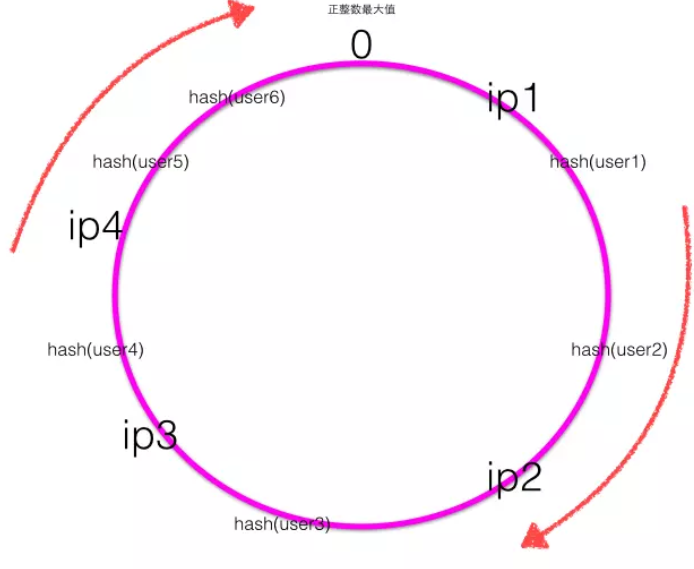 正整数最大值
0
hash(user6)
ip1
hash(user5)
hash(user1)
ip4
hash(user4)
hash(user2)
ip3
ip2
hash(user3)